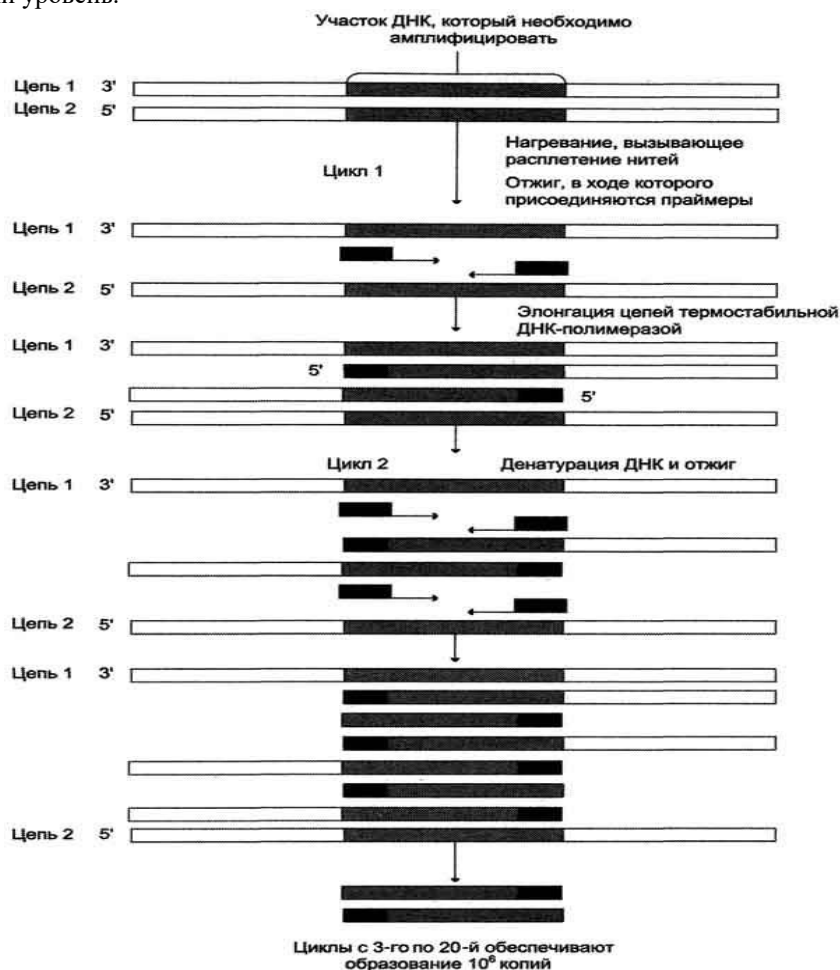 уровень.
Участок ДНК, который необходимо
амплифицировать
Цепь 1 3'
Цепь 2 5'
Нагревание, вызывающее
расплетение нитей
Цикл 1
Отжиг, в ходе которого
присоединяются праймеры
Цепь 1 3'
Цепь 2 5'
Элонгация цепей термостабильной
ДНК-полимеразой
Цепь 1 3'
5'
5'
Цепь 2 5'
Цикл 2 Денатурация ДНК и отжиг
Цепь 1 3'
Цепь 2 5'
Цепь 1 3'
Цепь 2 5'
Циклы с 3-го по 20-й обеспечивают
образование 10⁶ копий